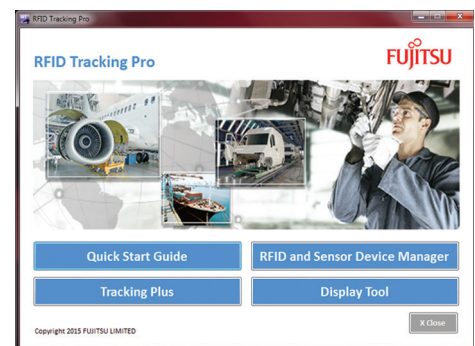 RFID Tracking Pro
RFID Tracking Pro
FUJITSU
Quick Start Guide
RFID and Sensor Device Manager
Tracking Plus
Display Tool
Copyright 2015 FUJITSU LIMITED
X Close